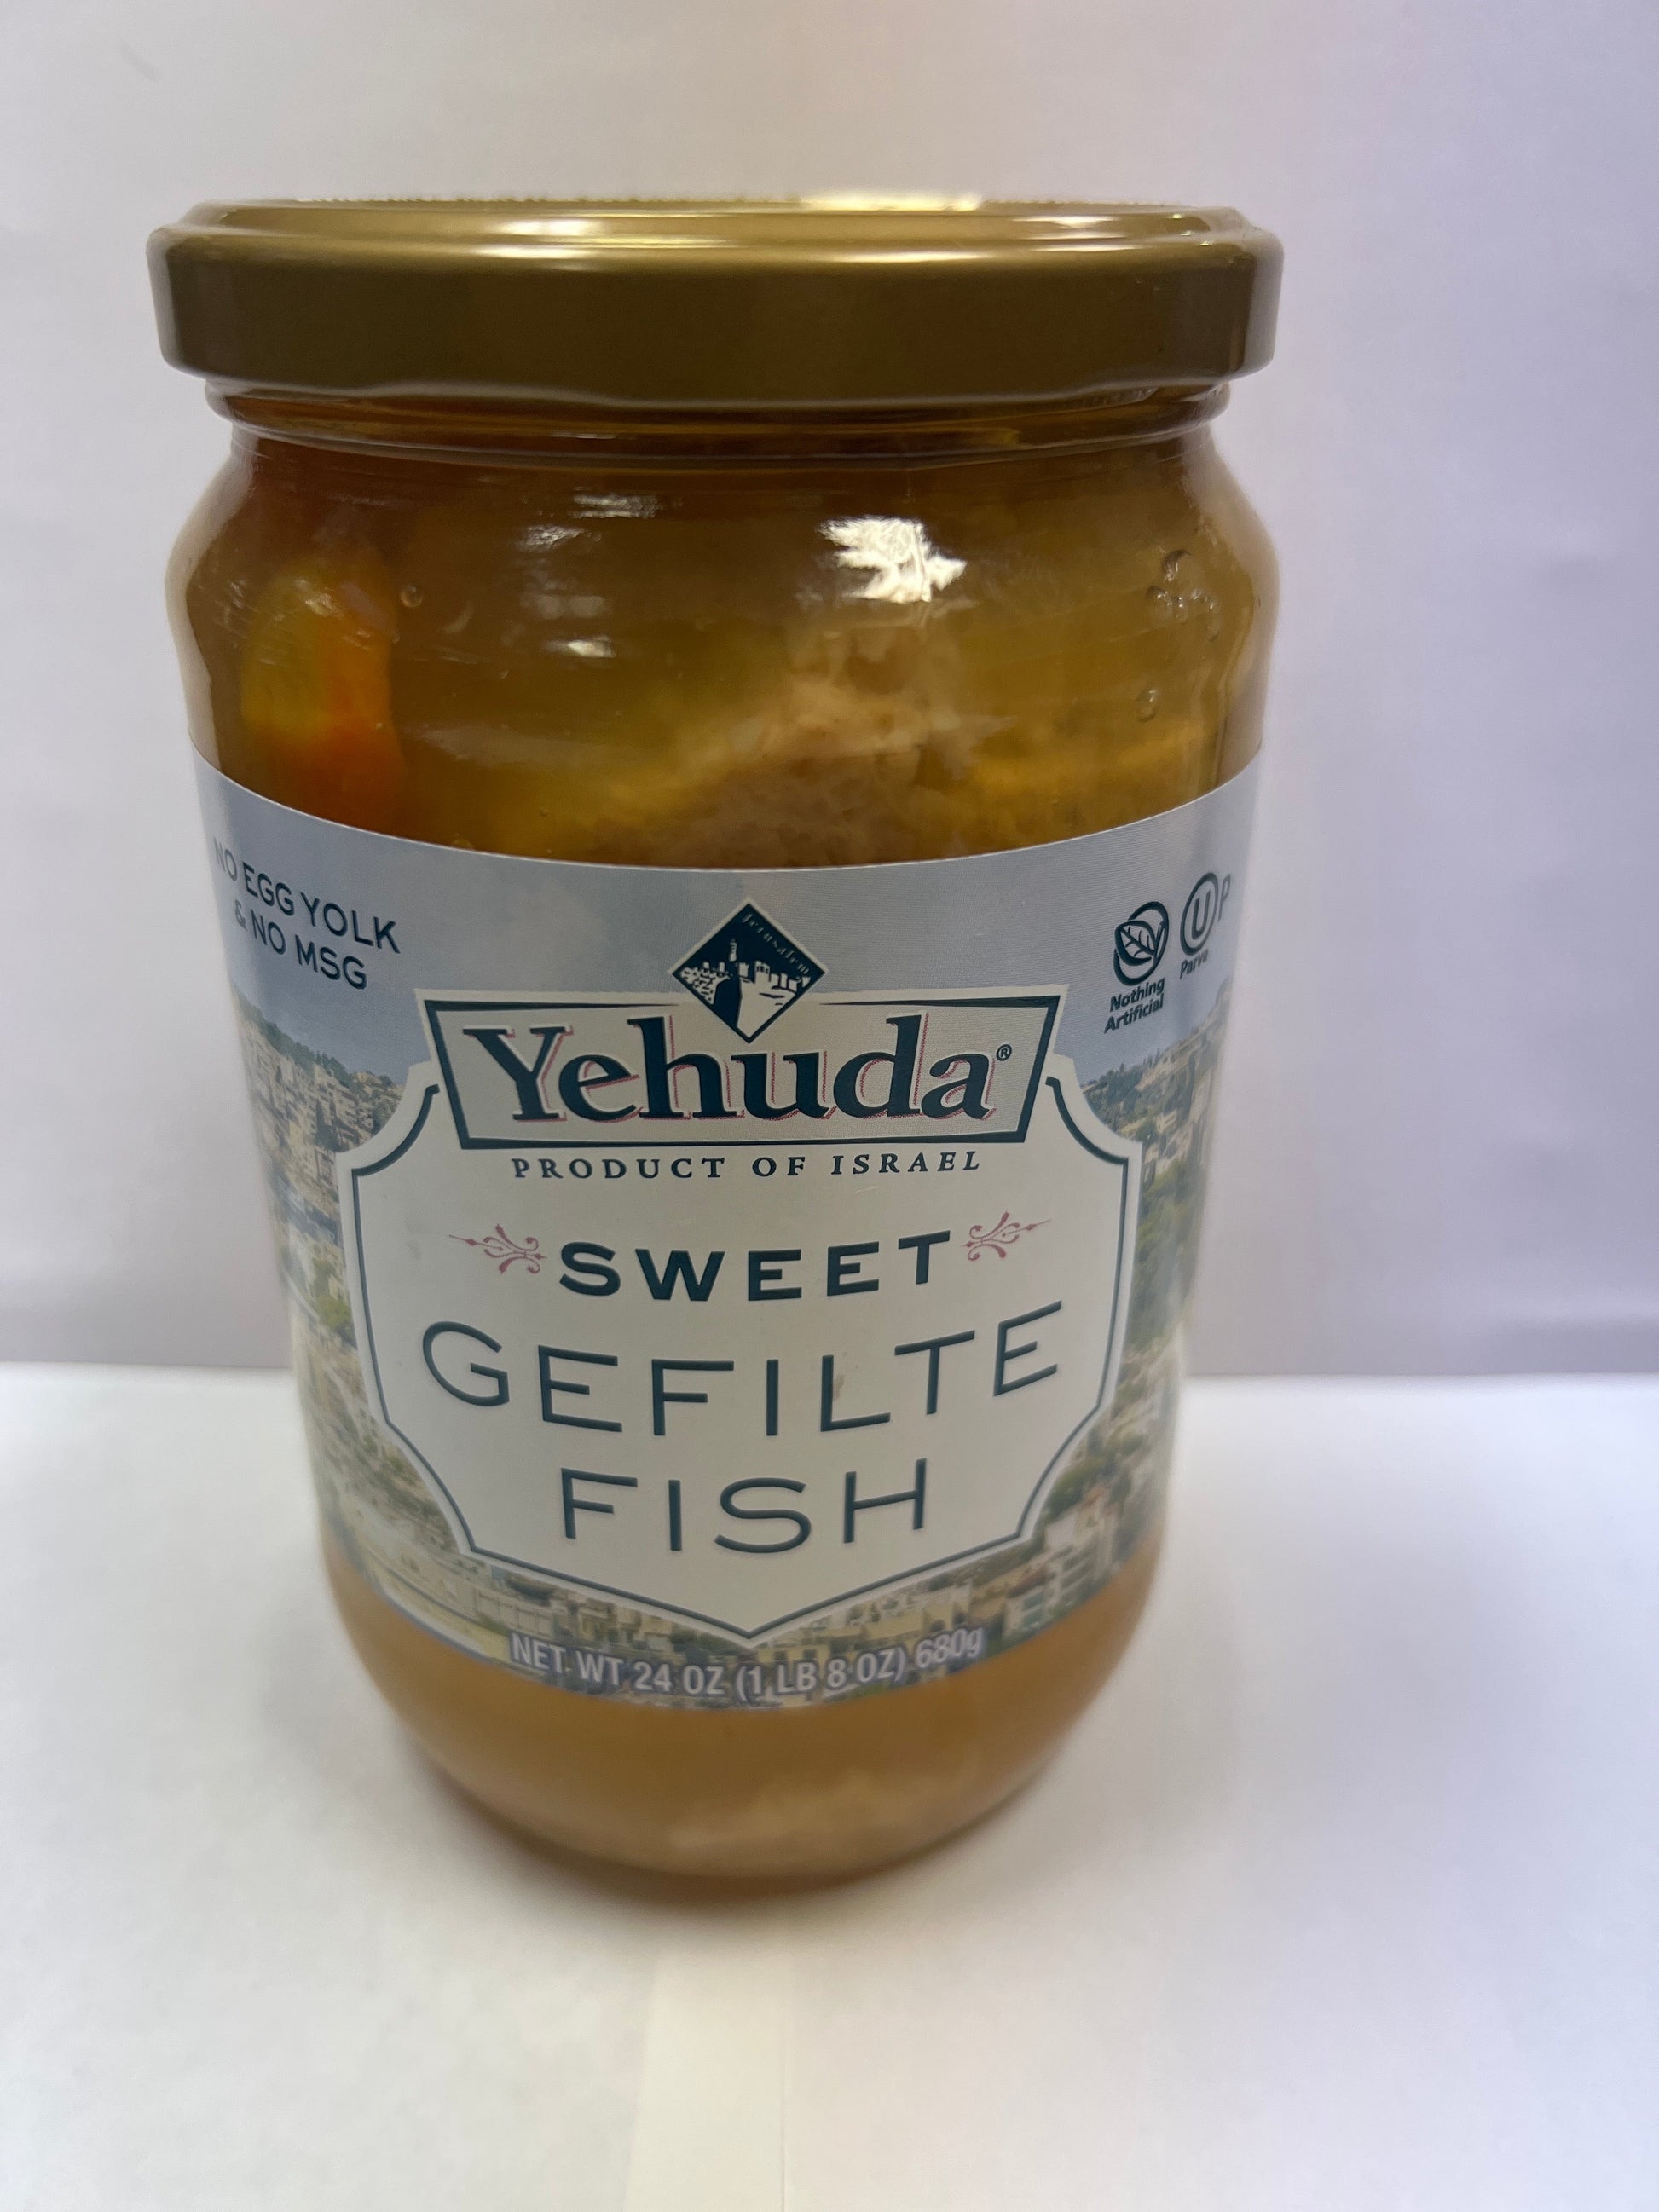 NO EGG YOLK
& NO MSG
Jerusalem
Nothing
Artificial
U P
Parve
Yehuda®
PRODUCT OF ISRAEL
SWEET
GEFILTE
FISH
NET WT 24 OZ (1 LB 8 OZ) 680g